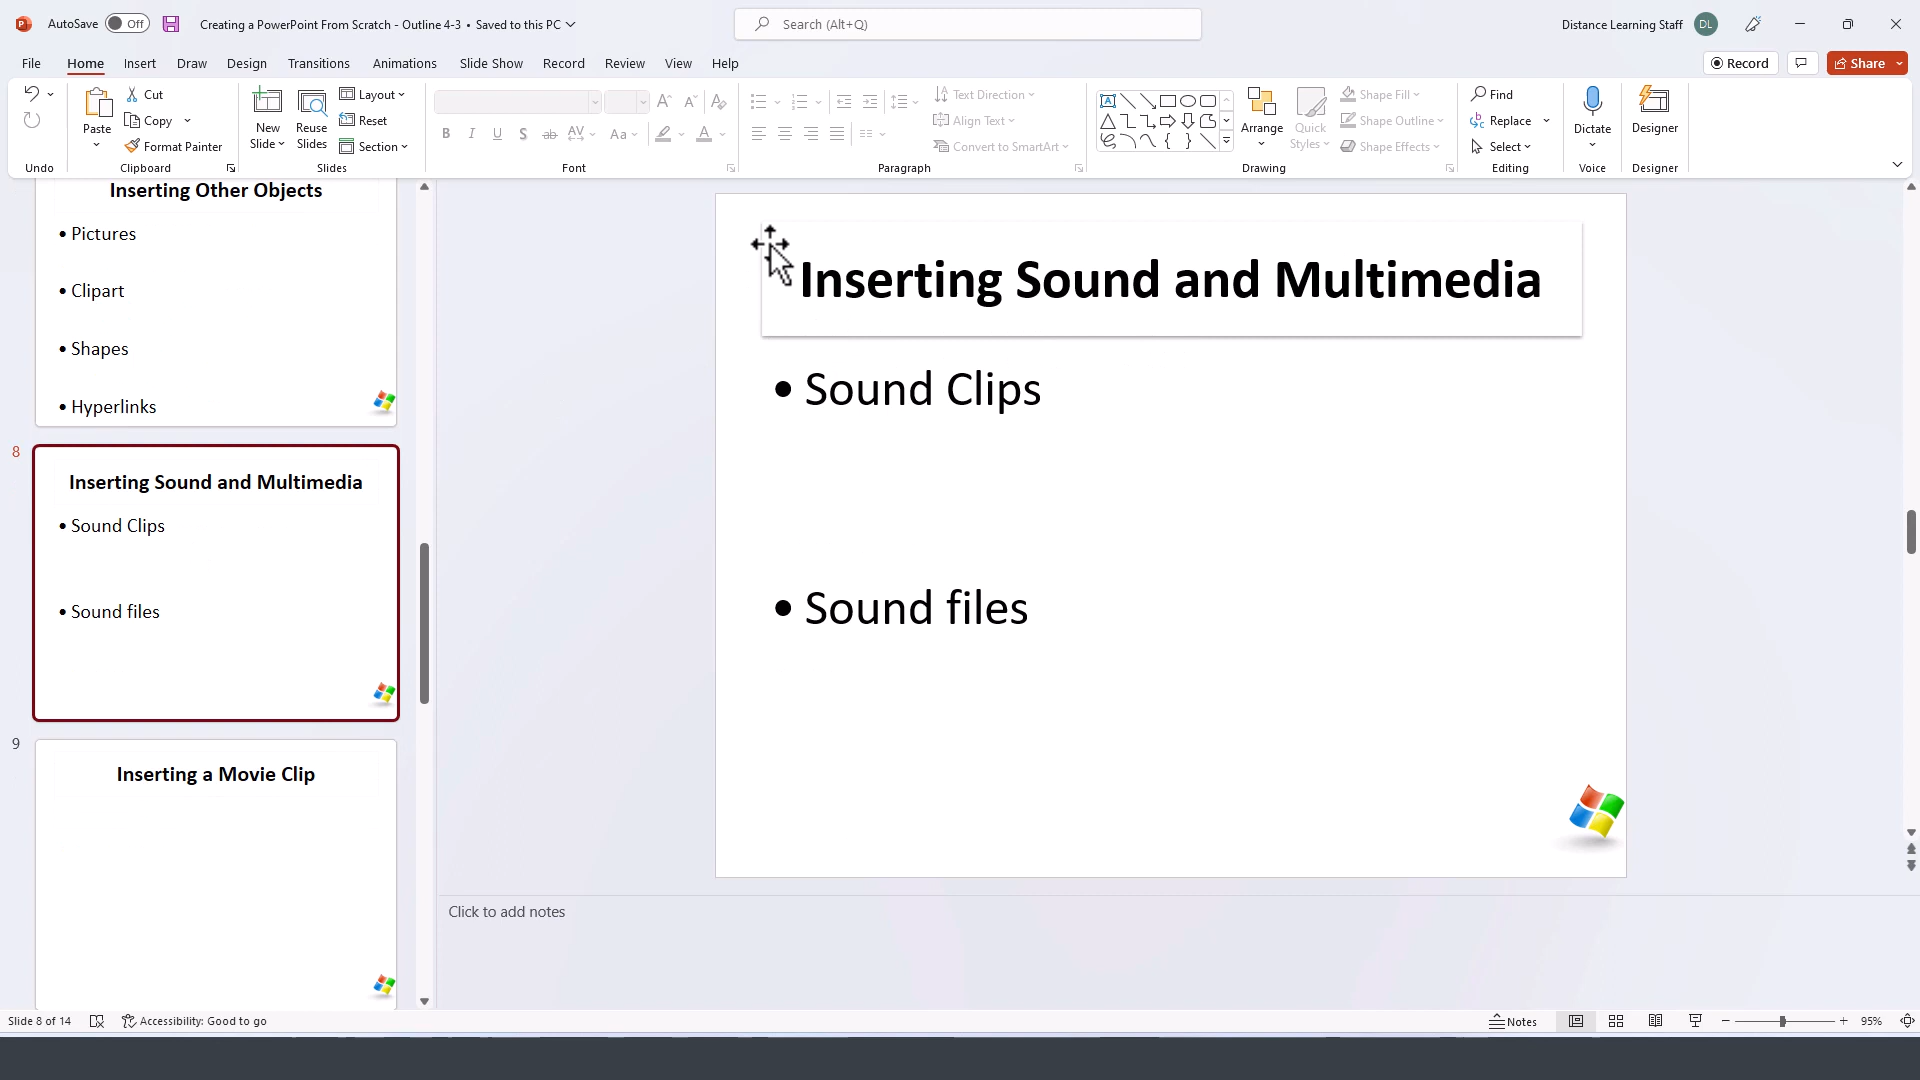 AutoSave Off Creating a PowerPoint From Scratch - Outline 4-3 • Saved to this PC Search (Alt+Q) Distance Learning Staff DL
File Home Insert Draw Design Transitions Animations Slide Show Record Review View Help Record Share
Paste
Cut
Copy
Format Painter
New
Slide
Reuse
Slides
Layout
Reset
Section
B I U S ab AV Aa A
Text Direction
Align Text
Convert to SmartArt
Arrange
Quick
Styles
Shape Fill
Shape Outline
Shape Effects
Find
Replace
Select
Dictate
Designer
Undo Clipboard Slides Font Paragraph Drawing Editing Voice Designer
Inserting Other Objects
• Pictures
• Clipart
• Shapes
• Hyperlinks
8
Inserting Sound and Multimedia
• Sound Clips
• Sound files
9
Inserting a Movie Clip
Inserting Sound and Multimedia
• Sound Clips
• Sound files
Click to add notes
Slide 8 of 14 Accessibility: Good to go Notes 95%